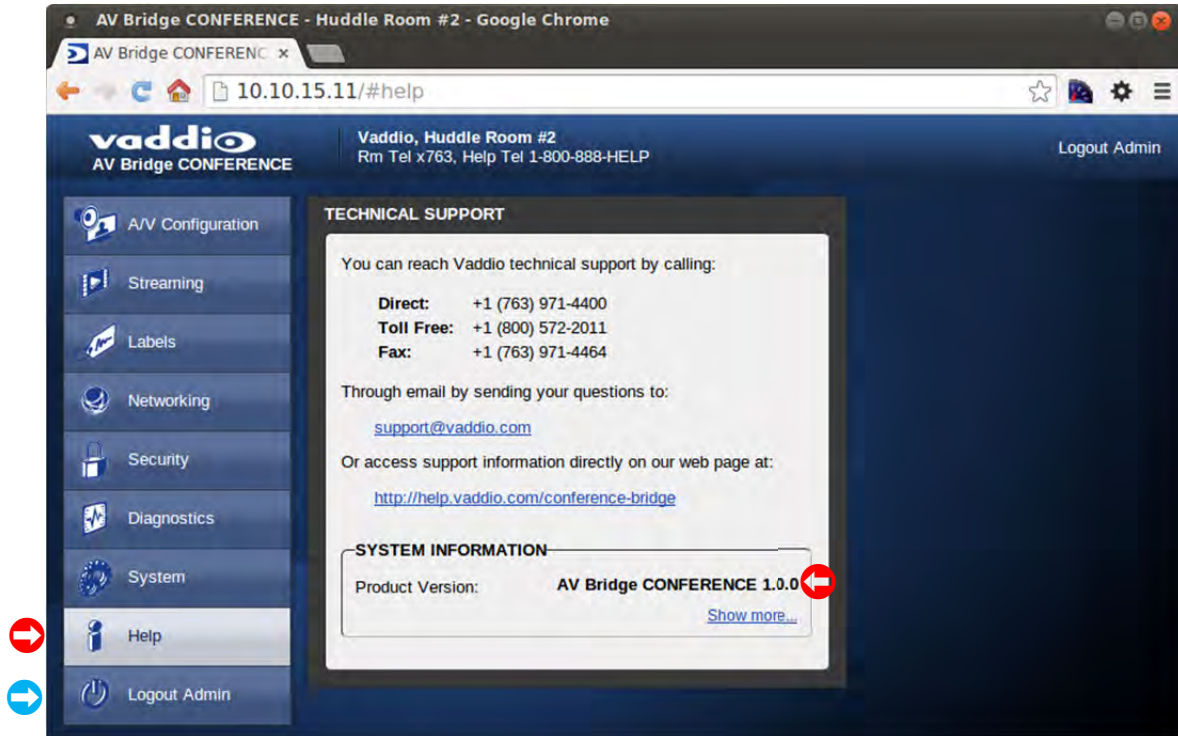 AV Bridge CONFERENCE - Huddle Room #2 - Google Chrome
AV Bridge CONFERENC ×
10.10.15.11/#help
vaddio
AV Bridge CONFERENCE
Vaddio, Huddle Room #2
Rm Tel x763, Help Tel 1-800-888-HELP
Logout Admin
A/V Configuration
Streaming
Labels
Networking
Security
Diagnostics
System
Help
Logout Admin
TECHNICAL SUPPORT
You can reach Vaddio technical support by calling:
Direct: +1 (763) 971-4400
Toll Free: +1 (800) 572-2011
Fax: +1 (763) 971-4464
Through email by sending your questions to:
support@vaddio.com
Or access support information directly on our web page at:
http://help.vaddio.com/conference-bridge
SYSTEM INFORMATION
Product Version: AV Bridge CONFERENCE 1.0.0
Show more...